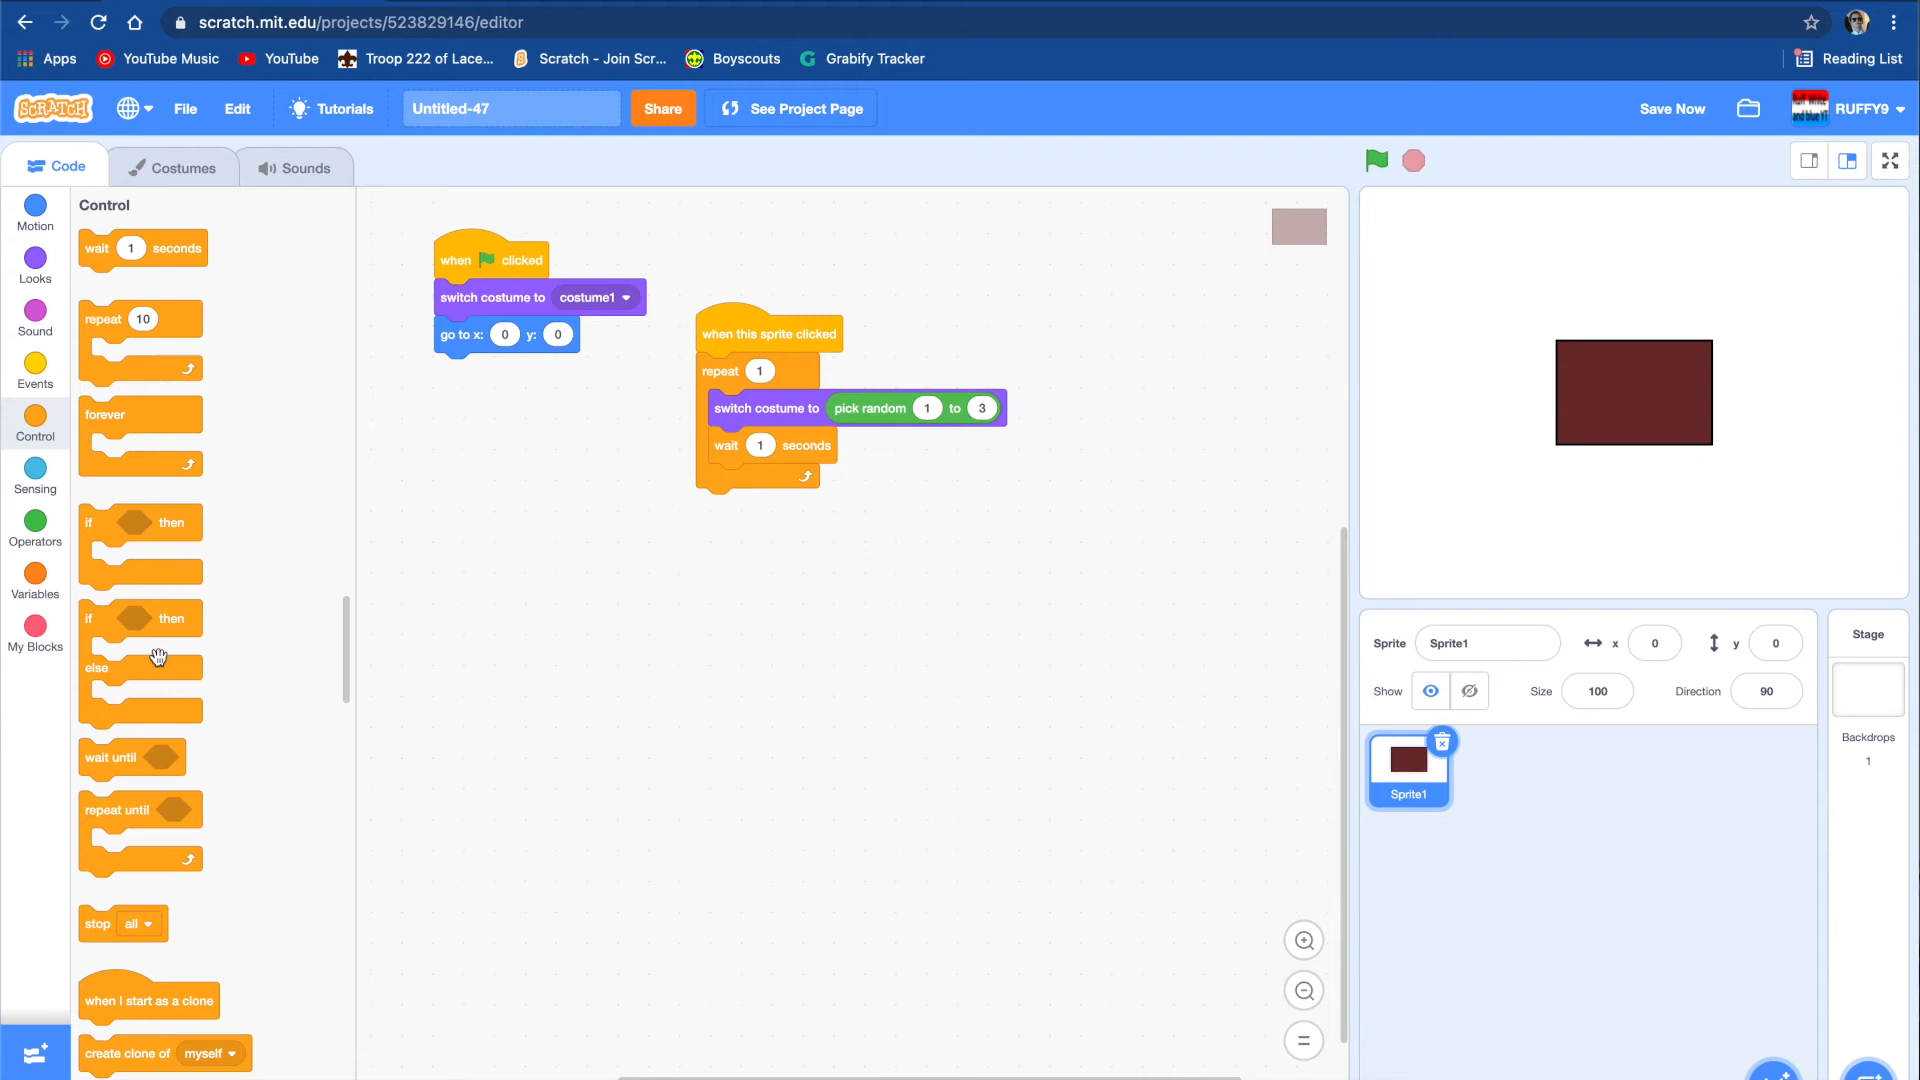 scratch.mit.edu/projects/523829146/editor
Apps YouTube Music YouTube Troop 222 of Lace... Scratch - Join Scr... Boyscouts Grabify Tracker Reading List
SCRATCH File Edit Tutorials Untitled-47 Share See Project Page Save Now RUFFY9
Code Costumes Sounds
Motion
Looks
Sound
Events
Control
Sensing
Operators
Variables
My Blocks
Control
wait 1 seconds
repeat 10
forever
if then
if then
else
wait until
repeat until
stop all
when I start as a clone
create clone of myself
when clicked
switch costume to costume1
go to x: 0 y: 0
when this sprite clicked
repeat 1
switch costume to pick random 1 to 3
wait 1 seconds
Sprite Sprite1 x 0 y 0
Show Size 100 Direction 90
Sprite1
Stage
Backdrops
1